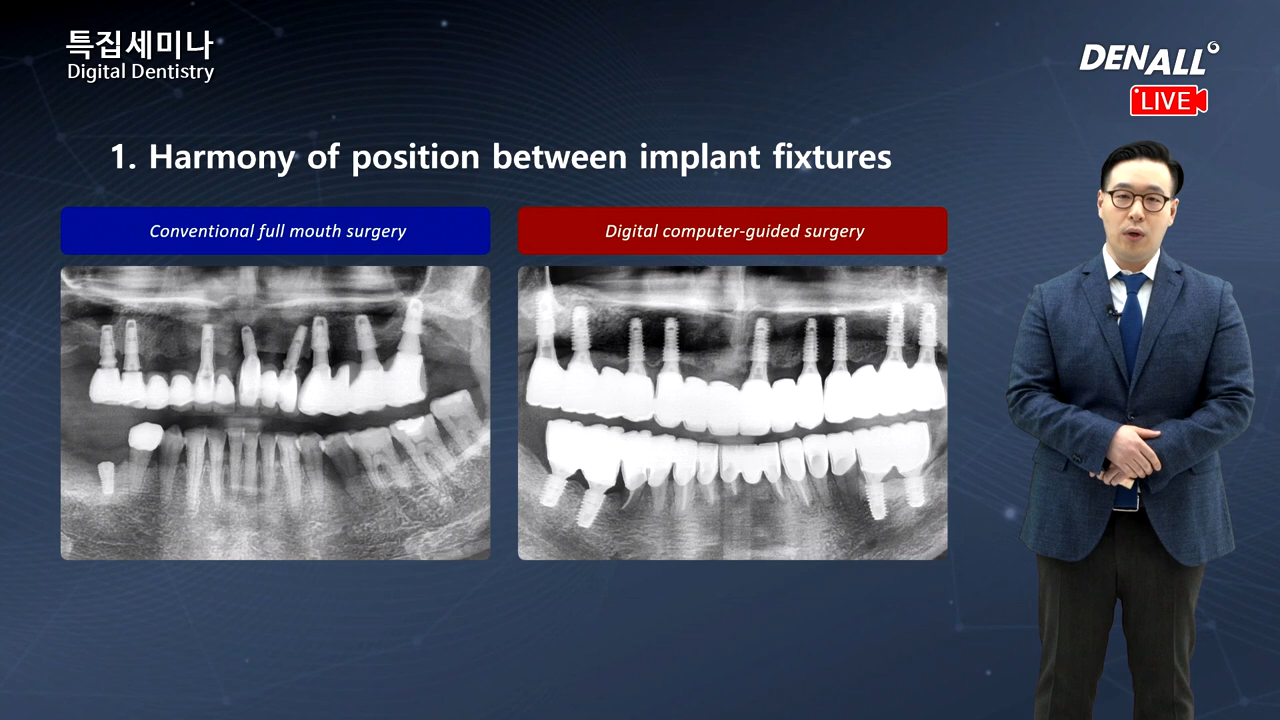 특집세미나
Digital Dentistry
DENALL
LIVE
1. Harmony of position between implant fixtures
Conventional full mouth surgery
Digital computer-guided surgery